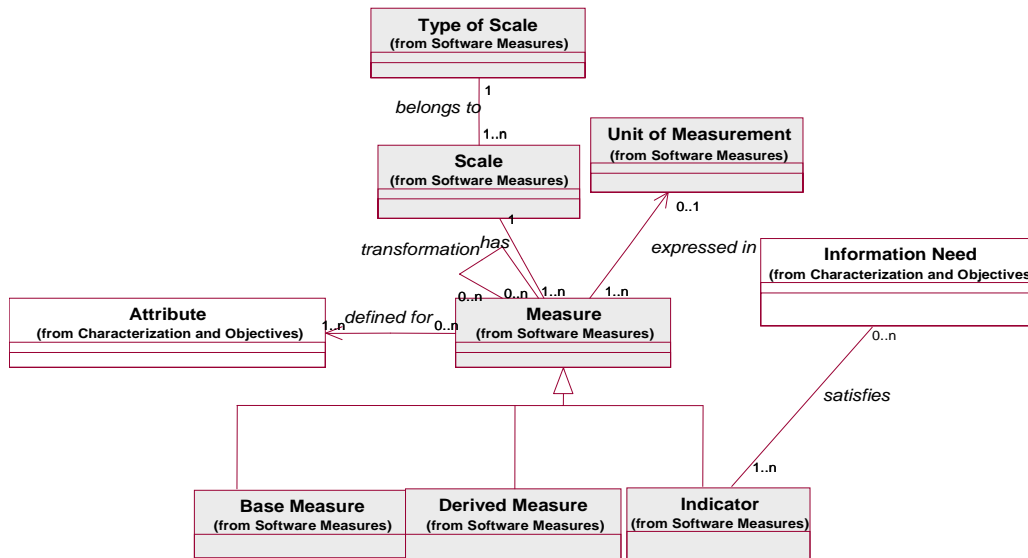 Type of Scale
(from Software Measures)
1
belongs to
1..n
Unit of Measurement
(from Software Measures)
Scale
(from Software Measures)
0..1
1
transformation
has
expressed in
Information Need
(from Characterization and Objectives)
0..n
0..n
1..n
1..n
Attribute
(from Characterization and Objectives)
1..n
defined for
0..n
Measure
(from Software Measures)
0..n
satisfies
1..n
Base Measure
(from Software Measures)
Derived Measure
(from Software Measures)
Indicator
(from Software Measures)